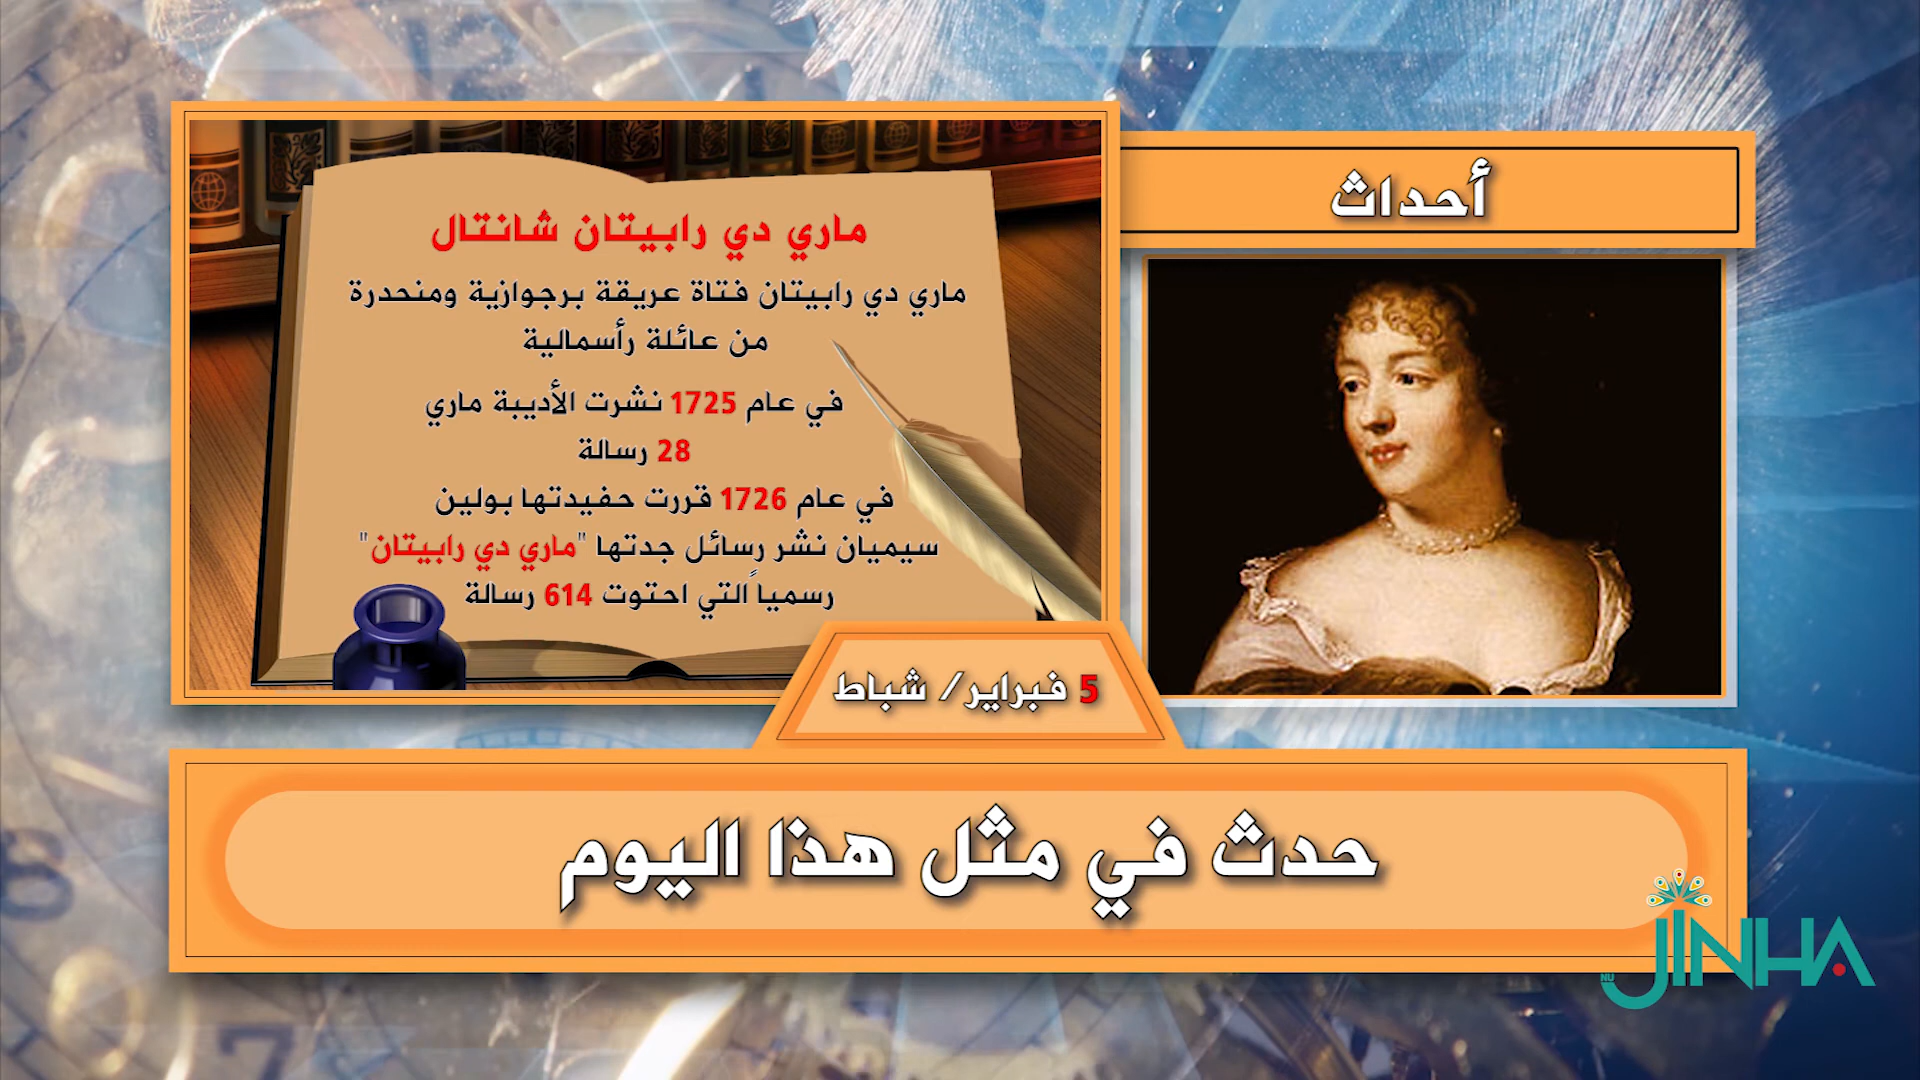 أحداث
ماري دي رابيتان شانتال
ماري دي رابيتان فتاة عريقة برجوازية ومنحدرة
من عائلة رأسمالية
في عام 1725 نشرت الأديبة ماري
28 رسالة
في عام 1726 قررت حفيدتها بولين
سيميان نشر رسائل جدتها "ماري دي رابيتان"
رسمياً التي احتوت 614 رسالة
5 فبراير/ شباط
حدث في مثل هذا اليوم
NU
JINHA